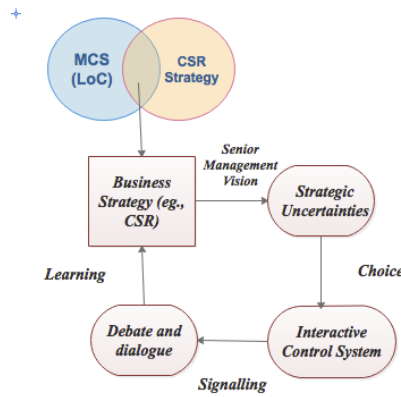 MCS
(LoC)
CSR
Strategy
Senior
Management
Vision
Business
Strategy (eg.,
CSR)
Strategic
Uncertainties
Learning
Choice
Debate and
dialogue
Interactive
Control System
Signalling